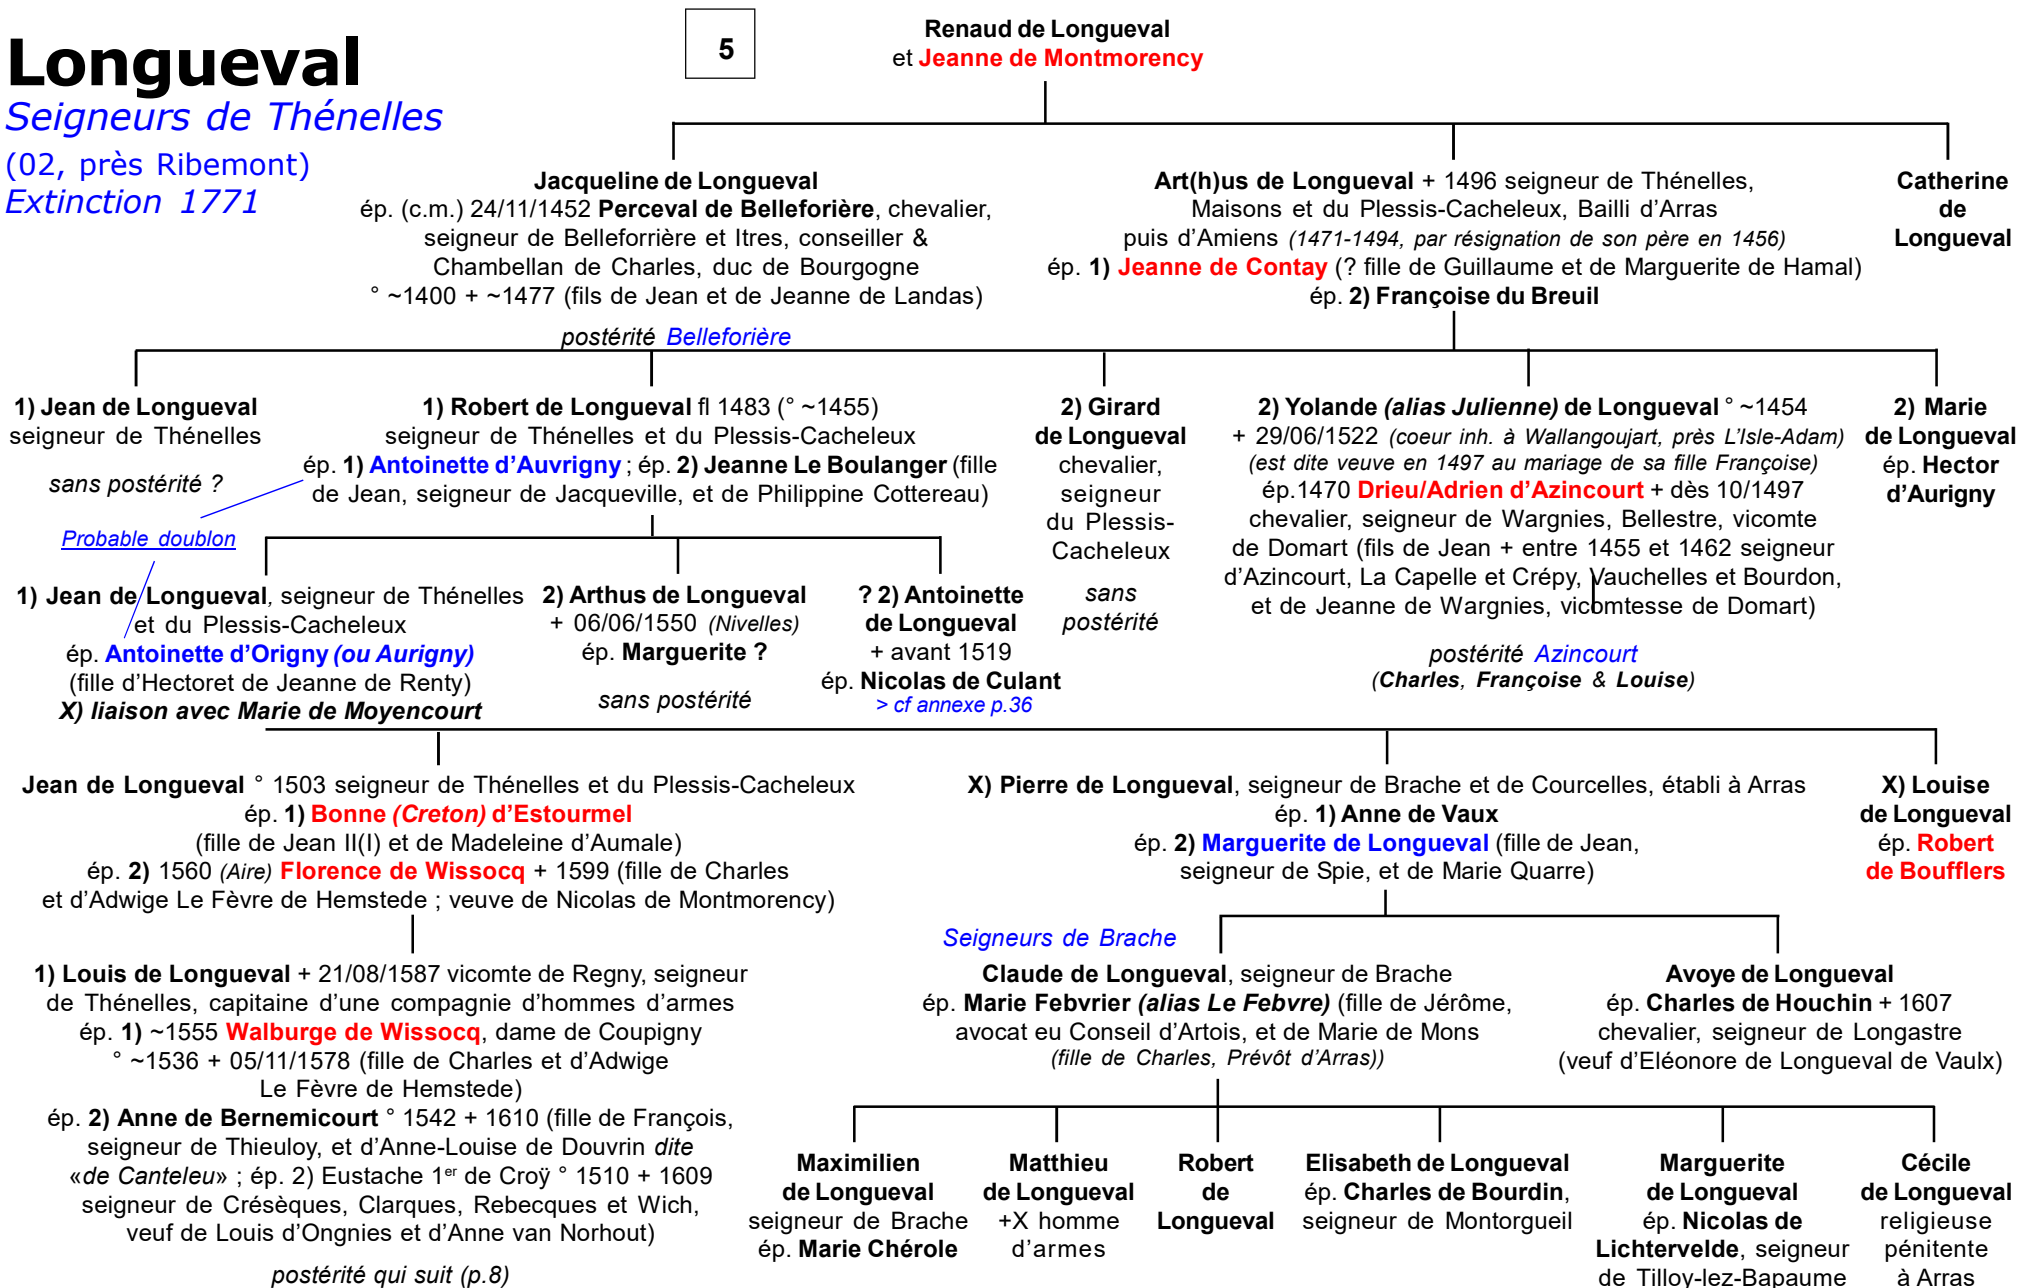 Longueval
Seigneurs de Thénelles
(02, près Ribemont)
Extinction 1771
5
Renaud de Longueval
et Jeanne de Montmorency
Jacqueline de Longueval
ép. (c.m.) 24/11/1452 Perceval de Belleforière, chevalier,
seigneur de Belleforrière et Itres, conseiller &
Chambellan de Charles, duc de Bourgogne
° ~1400 + ~1477 (fils de Jean et de Jeanne de Landas)
postérité Belleforière
Art(h)us de Longueval + 1496 seigneur de Thénelles,
Maisons et du Plessis-Cacheleux, Bailli d'Arras
puis d'Amiens (1471-1494, par résignation de son père en 1456)
ép. 1) Jeanne de Contay (? fille de Guillaume et de Marguerite de Hamal)
ép. 2) Françoise du Breuil
Catherine
de
Longueval
1) Jean de Longueval
seigneur de Thénelles
sans postérité ?
1) Robert de Longueval fl 1483 (° ~1455)
seigneur de Thénelles et du Plessis-Cacheleux
ép. 1) Antoinette d'Auvrigny ; ép. 2) Jeanne Le Boulanger (fille
de Jean, seigneur de Jacqueville, et de Philippine Cottereau)
2) Girard
de Longueval
chevalier,
seigneur
du Plessis-
Cacheleux
sans
postérité
2) Yolande (alias Julienne) de Longueval ° ~1454
+ 29/06/1522 (coeur inh. à Wallangoujart, près L'Isle-Adam)
(est dite veuve en 1497 au mariage de sa fille Françoise)
ép.1470 Drieu/Adrien d'Azincourt + dès 10/1497
chevalier, seigneur de Wargnies, Bellestre, vicomte
de Domart (fils de Jean + entre 1455 et 1462 seigneur
d'Azincourt, La Capelle et Crépy, Vauchelles et Bourdon,
et de Jeanne de Wargnies, vicomtesse de Domart)
postérité Azincourt
(Charles, Françoise & Louise)
2) Marie
de Longueval
ép. Hector
d'Aurigny
Probable doublon
1) Jean de Longueval, seigneur de Thénelles
et du Plessis-Cacheleux
ép. Antoinette d'Origny (ou Aurigny)
(fille d'Hectoret de Jeanne de Renty)
X) liaison avec Marie de Moyencourt
2) Arthus de Longueval
+ 06/06/1550 (Nivelles)
ép. Marguerite ?
sans postérité
? 2) Antoinette
de Longueval
+ avant 1519
ép. Nicolas de Culant
> cf annexe p.36
Jean de Longueval ° 1503 seigneur de Thénelles et du Plessis-Cacheleux
ép. 1) Bonne (Creton) d'Estourmel
(fille de Jean II(I) et de Madeleine d'Aumale)
ép. 2) 1560 (Aire) Florence de Wissocq + 1599 (fille de Charles
et d'Adwige Le Fèvre de Hemstede ; veuve de Nicolas de Montmorency)
X) Pierre de Longueval, seigneur de Brache et de Courcelles, établi à Arras
ép. 1) Anne de Vaux
ép. 2) Marguerite de Longueval (fille de Jean,
seigneur de Spie, et de Marie Quarre)
X) Louise
de Longueval
ép. Robert
de Boufflers
1) Louis de Longueval + 21/08/1587 vicomte de Regny, seigneur
de Thénelles, capitaine d'une compagnie d'hommes d'armes
ép. 1) ~1555 Walburge de Wissocq, dame de Coupigny
° ~1536 + 05/11/1578 (fille de Charles et d'Adwige
Le Fèvre de Hemstede)
ép. 2) Anne de Bernemicourt ° 1542 + 1610 (fille de François,
seigneur de Thieuloy, et d'Anne-Louise de Douvrin dite
«de Canteleu» ; ép. 2) Eustache 1er de Croÿ ° 1510 + 1609
seigneur de Crésèques, Clarques, Rebecques et Wich,
veuf de Louis d'Ongnies et d'Anne van Norhout)
postérité qui suit (p.8)
Seigneurs de Brache
Claude de Longueval, seigneur de Brache
ép. Marie Febvrier (alias Le Febvre) (fille de Jérôme,
avocat eu Conseil d'Artois, et de Marie de Mons
(fille de Charles, Prévôt d'Arras))
Avoye de Longueval
ép. Charles de Houchin + 1607
chevalier, seigneur de Longastre
(veuf d'Eléonore de Longueval de Vaulx)
Maximilien
de Longueval
seigneur de Brache
ép. Marie Chérole
Matthieu
de Longueval
+X homme
d'armes
Robert
de
Longueval
Elisabeth de Longueval
ép. Charles de Bourdin,
seigneur de Montorgueil
Marguerite
de Longueval
ép. Nicolas de
Lichtervelde, seigneur
de Tilloy-lez-Bapaume
Cécile
de Longueval
religieuse
pénitente
à Arras